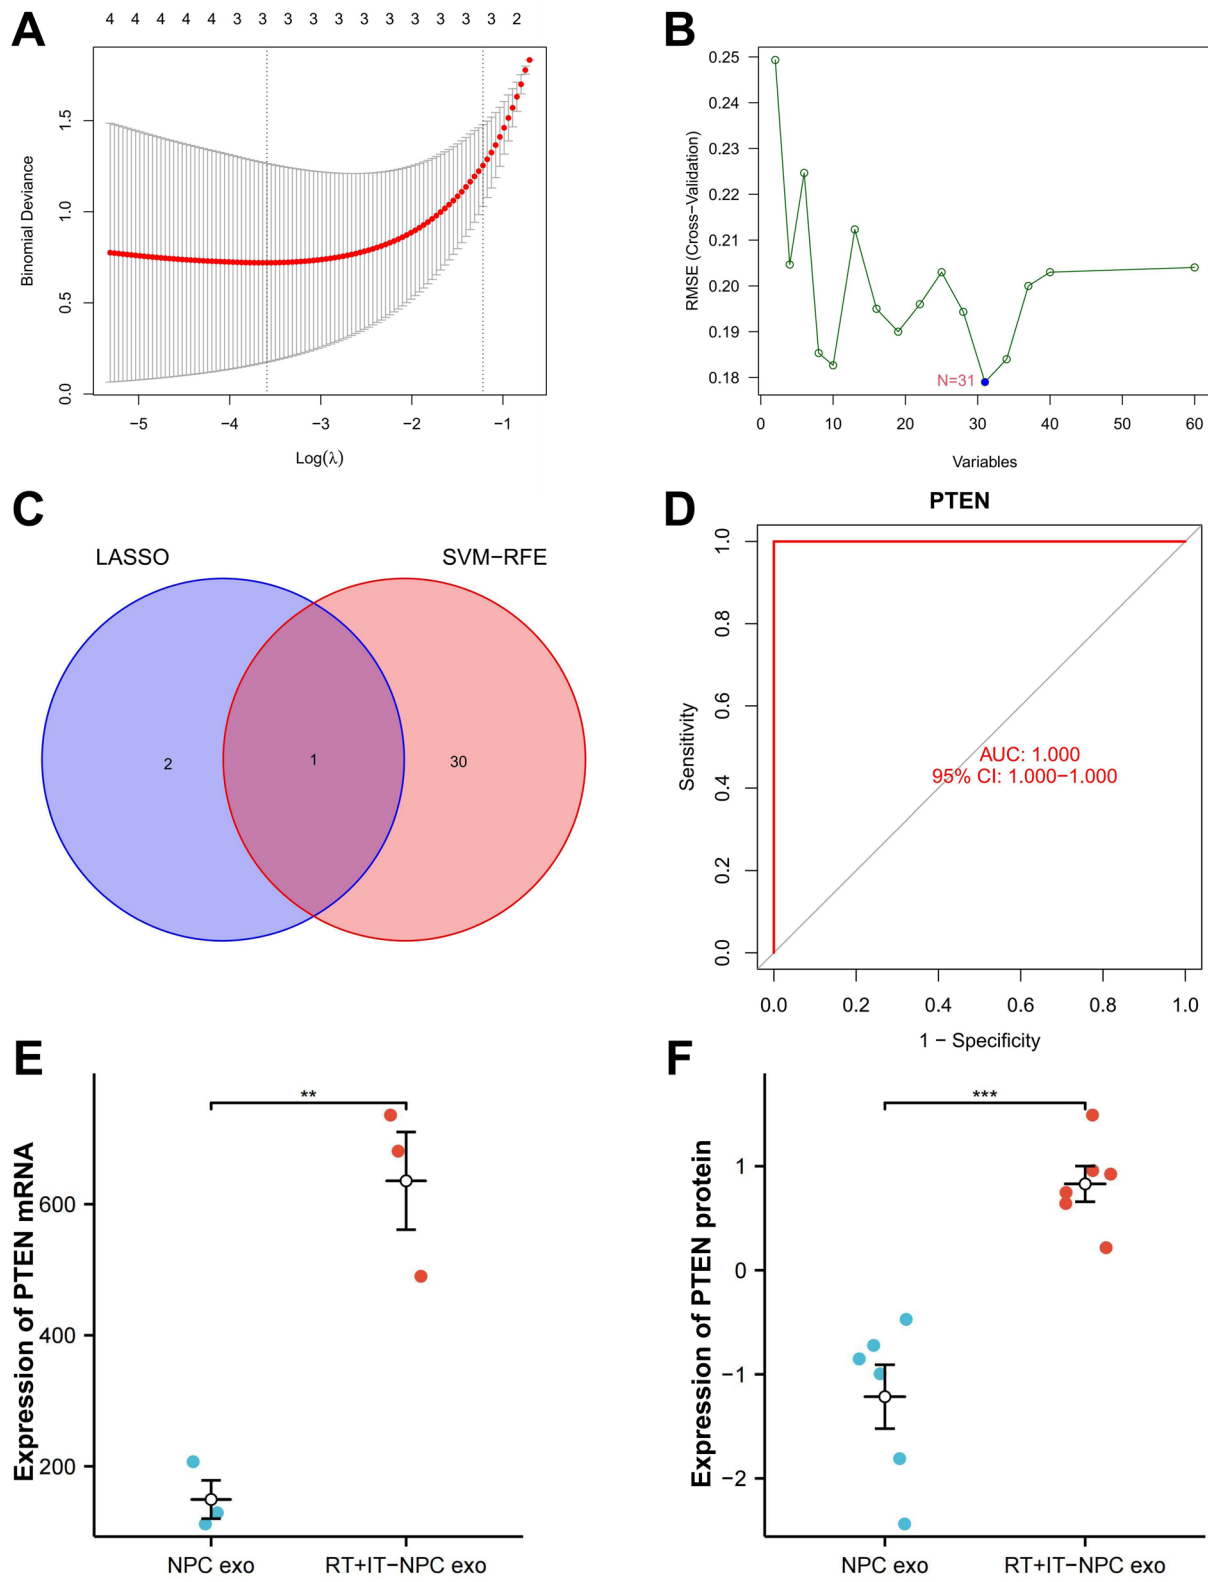 A
4 4 4 4 4 3 3 3 3 3 3 3 3 3 3 3 2
Binomial Deviance
1.5
1.0
0.5
0.0
−5 −4 −3 −2 −1
Log(λ)
B
RMSE (Cross−Validation)
0.25
0.24
0.23
0.22
0.21
0.20
0.19
0.18
N=31
0 10 20 30 40 50 60
Variables
C
LASSO SVM−RFE
2 1 30
D
PTEN
Sensitivity
1.0
0.8
0.6
0.4
0.2
0.0
AUC: 1.000
95% CI: 1.000−1.000
0.0 0.2 0.4 0.6 0.8 1.0
1 − Specificity
E
Expression of PTEN mRNA
**
600
400
200
NPC exo RT+IT−NPC exo
F
Expression of PTEN protein
***
1
0
−1
−2
NPC exo RT+IT−NPC exo